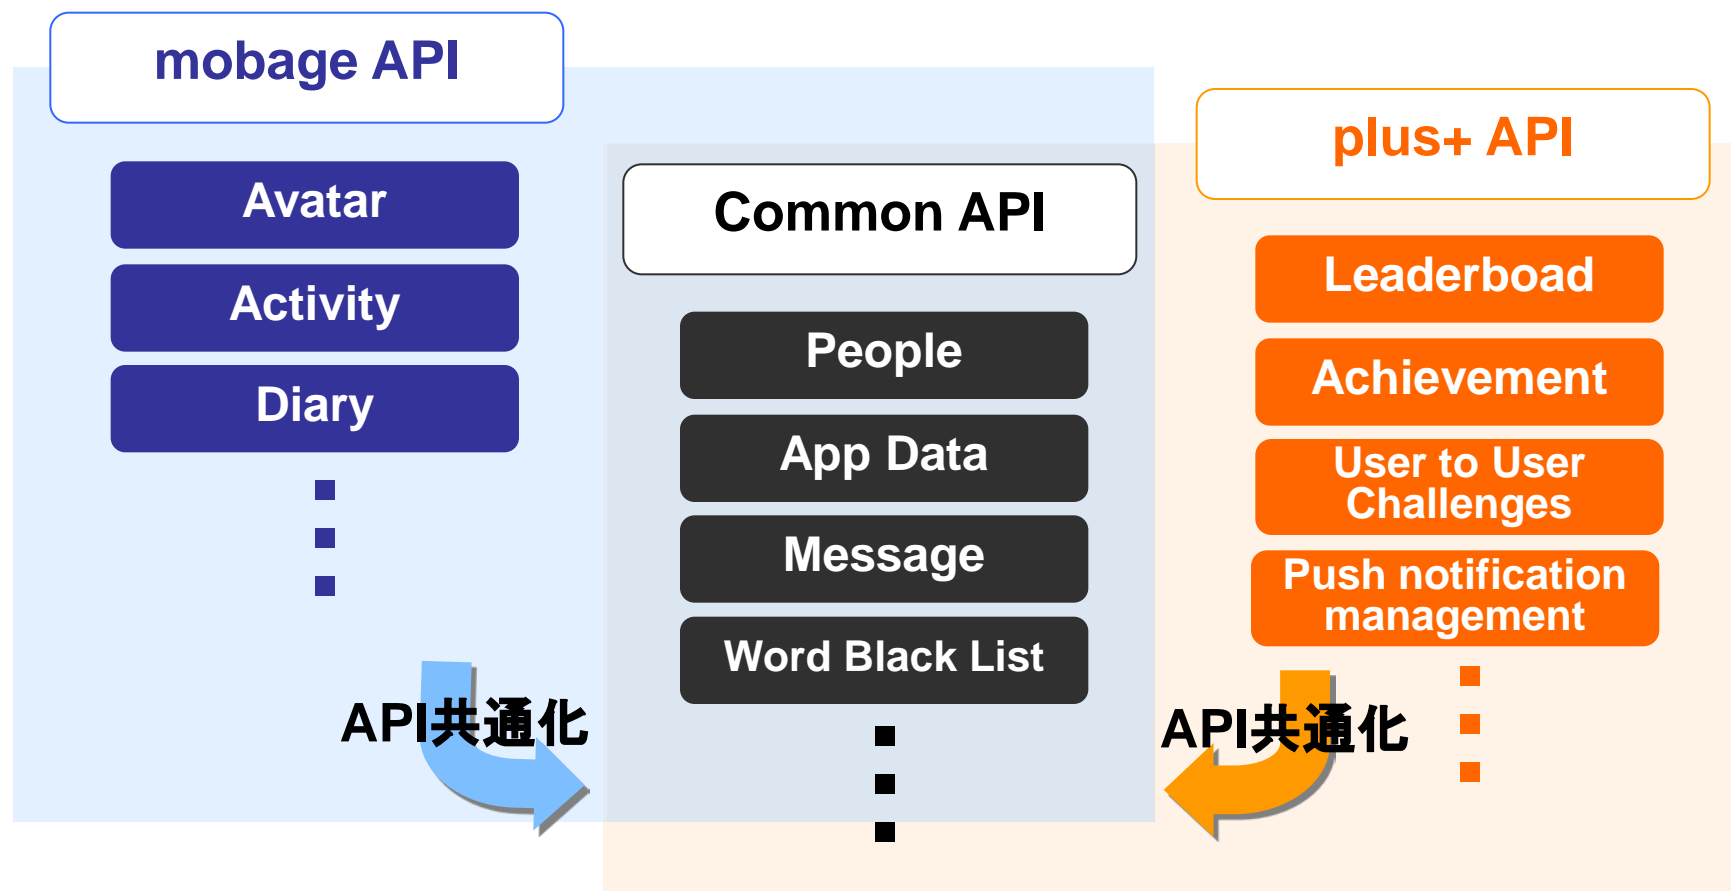 mobage API
Avatar
Activity
Diary
API共通化
Common API
People
App Data
Message
Word Black List
plus+ API
Leaderboad
Achievement
User to User
Challenges
Push notification
management
API共通化